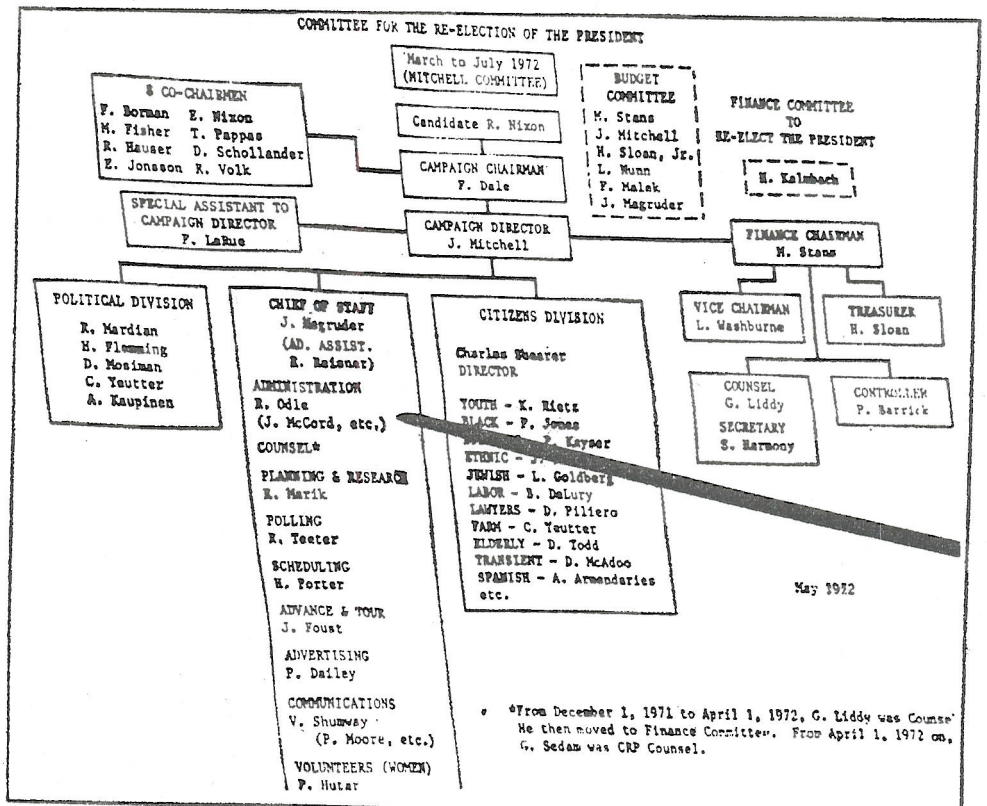 COMMITTEE FOR THE RE-ELECTION OF THE PRESIDENT
March to July 1972
(MITCHELL COMMITTEE)
8 CO-CHAIRMEN
F. Borman E. Nixon
M. Fisher T. Pappas
R. Hauser D. Schollander
E. Jonsson R. Volk
Candidate R. Nixon
CAMPAIGN CHAIRMAN
F. Dale
BUDGET
COMMITTEE
M. Stans
J. Mitchell
H. Sloan, Jr.
L. Nunn
F. Malek
J. Magruder
FINANCE COMMITTEE
TO
RE-ELECT THE PRESIDENT
H. Kalmbach
SPECIAL ASSISTANT TO
CAMPAIGN DIRECTOR
F. LaRue
CAMPAIGN DIRECTOR
J. Mitchell
FINANCE CHAIRMAN
M. Stans
POLITICAL DIVISION
R. Mardian
H. Flemming
D. Mosiman
C. Yeutter
A. Kaupinen
CHIEF OF STAFF
J. Magruder
(AD. ASSIST.
R. Reisner)
ADMINISTRATION
R. Odle
(J. McCord, etc.)
COUNSEL*
PLANNING & RESEARCH
R. Marik
POLLING
R. Teeter
SCHEDULING
H. Porter
ADVANCE & TOUR
J. Foust
ADVERTISING
P. Dailey
COMMUNICATIONS
V. Shumway
(P. Moore, etc.)
VOLUNTEERS (WOMEN)
P. Hutar
CITIZENS DIVISION
Charles Shearer
DIRECTOR
YOUTH - K. Rietz
BLACK - P. Jones
P. Kayser
ETHNIC -
JEWISH - L. Goldberg
LABOR - B. DeLury
LAWYERS - D. Piliero
FARM - C. Yeutter
ELDERLY - D. Todd
TRANSIENT - D. McAdoo
SPANISH - A. Armendaries
etc.
VICE CHAIRMAN
L. Washburne
TREASURER
H. Sloan
COUNSEL
G. Liddy
SECRETARY
S. Harmony
CONTROLLER
P. Barrick
May 1972
*From December 1, 1971 to April 1, 1972, G. Liddy was Counse
He then moved to Finance Committee. From April 1, 1972 on,
G. Sedam was CRP Counsel.